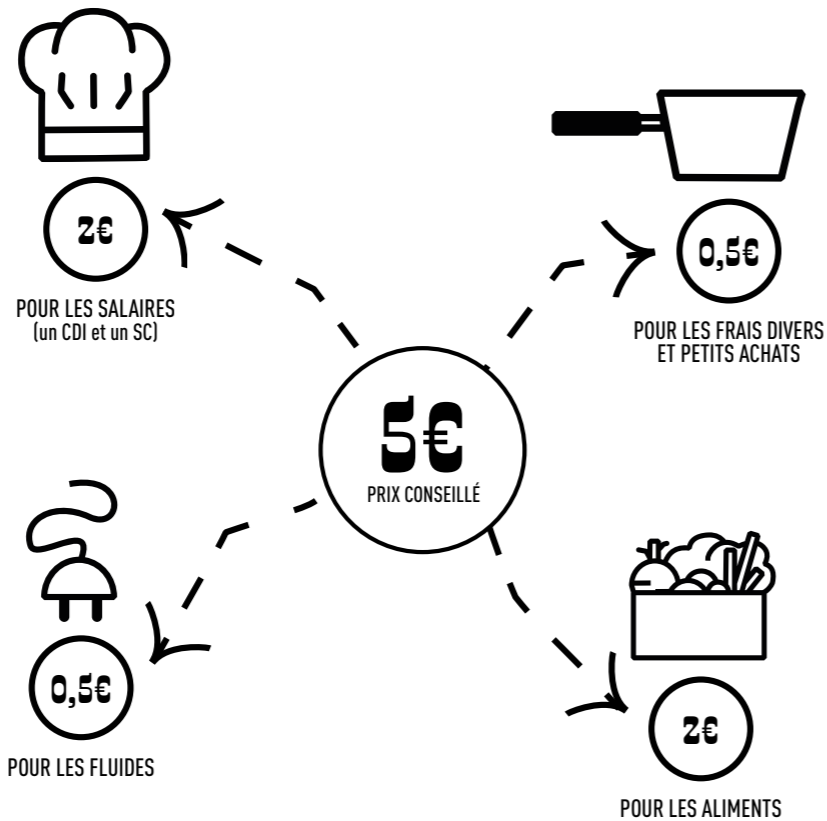 2€
POUR LES SALAIRES
(un CDI et un SC)
0,5€
POUR LES FRAIS DIVERS
ET PETITS ACHATS
5€
PRIX CONSEILLÉ
0,5€
POUR LES FLUIDES
2€
POUR LES ALIMENTS